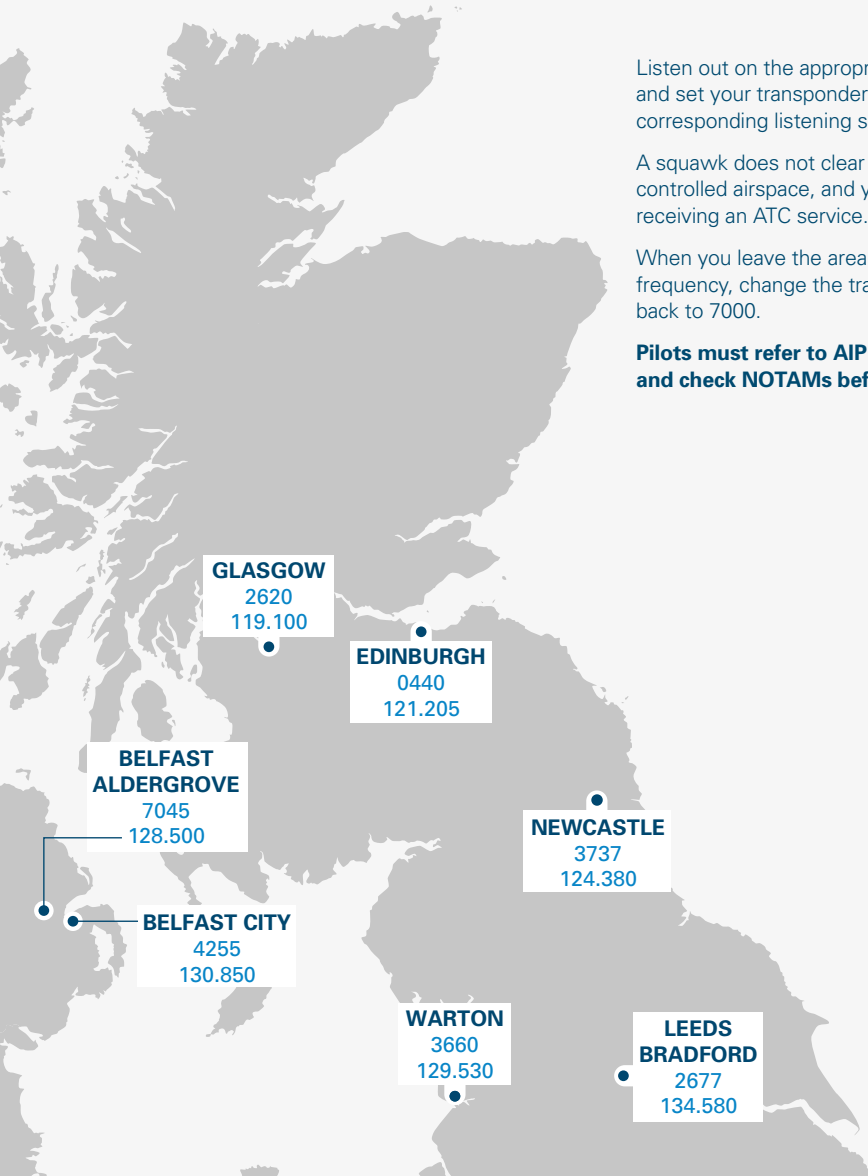 Listen out on the
and set your transponder
corresponding listening
A squawk does not clear
controlled airspace, and
receiving an ATC service.
When you leave the area
frequency, change the
back to 7000.
Pilots must refer to AIP
and check NOTAMs
GLASGOW
2620
119.100
EDINBURGH
0440
121.205
BELFAST
ALDERGROVE
7045
128.500
NEWCASTLE
3737
124.380
BELFAST CITY
4255
130.850
WARTON
3660
129.530
LEEDS
BRADFORD
2677
134.580